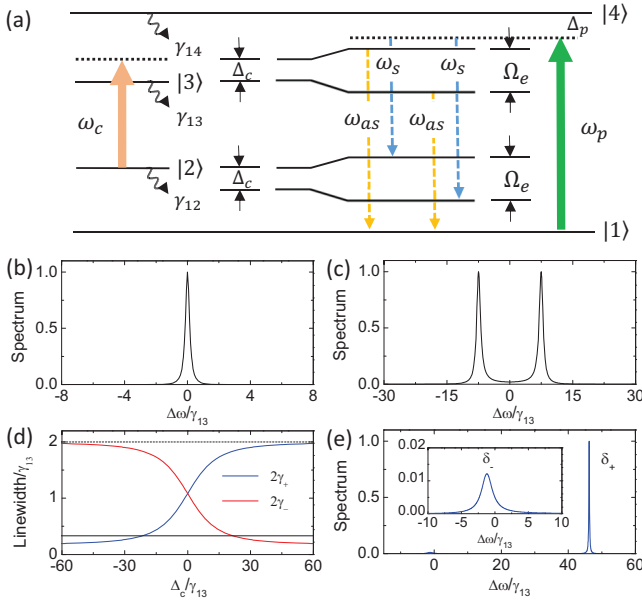 (a)
|4⟩
Δp
γ14
|3⟩
Δc
ωs ωs
Ωe
ωc
γ13
ωas ωas
ωp
|2⟩
Δc
Ωe
γ12
|1⟩
(b)
Spectrum
1.0
0.5
0.0
-8 -4 0 4 8
Δω/γ13
(c)
Spectrum
1.0
0.5
0.0
-30 -15 0 15 30
Δω/γ13
(d)
Linewidth/γ13
2
1
0
2γ+
2γ−
-60 -30 0 30 60
Δc/γ13
(e)
Spectrum
1.0
0.5
0.0
0.02
0.01
0.00
δ-
-10 0 10
Δω/γ13
δ+
0 20 40 60
Δω/γ13